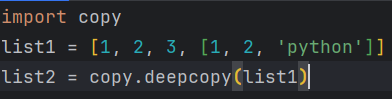 import copy
list1 = [1, 2, 3, [1, 2, 'python']]
list2 = copy.deepcopy(list1)